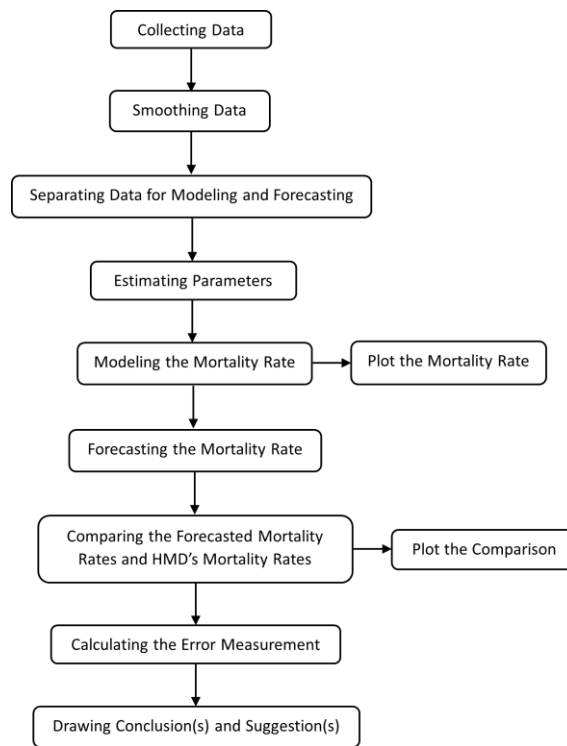 Collecting Data
Smoothing Data
Separating Data for Modeling and Forecasting
Estimating Parameters
Modeling the Mortality Rate
Plot the Mortality Rate
Forecasting the Mortality Rate
Comparing the Forecasted Mortality
Rates and HMD's Mortality Rates
Plot the Comparison
Calculating the Error Measurement
Drawing Conclusion(s) and Suggestion(s)